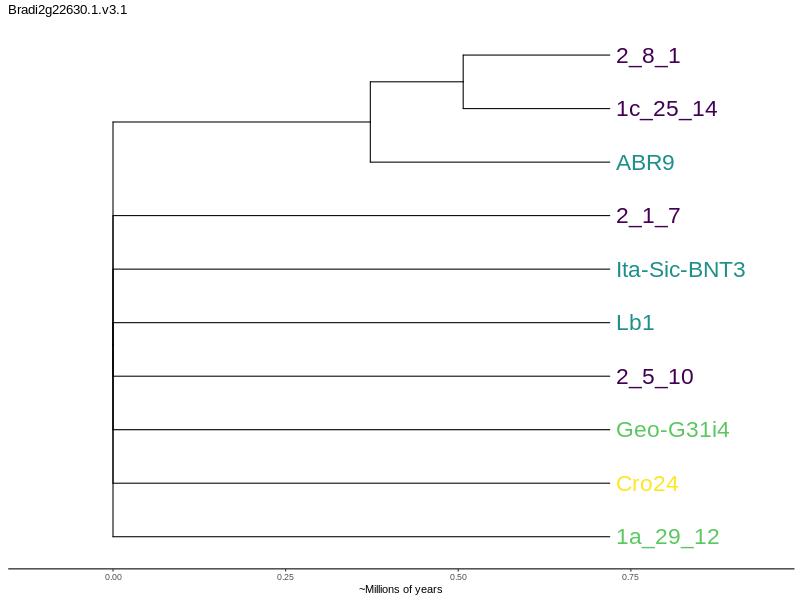 Bradi2g22630.1.v3.1
2_8_1
1c_25_14
ABR9
2_1_7
Ita-Sic-BNT3
Lb1
2_5_10
Geo-G31i4
Cro24
1a_29_12
0.00 0.25 0.50 0.75
~Millions of years